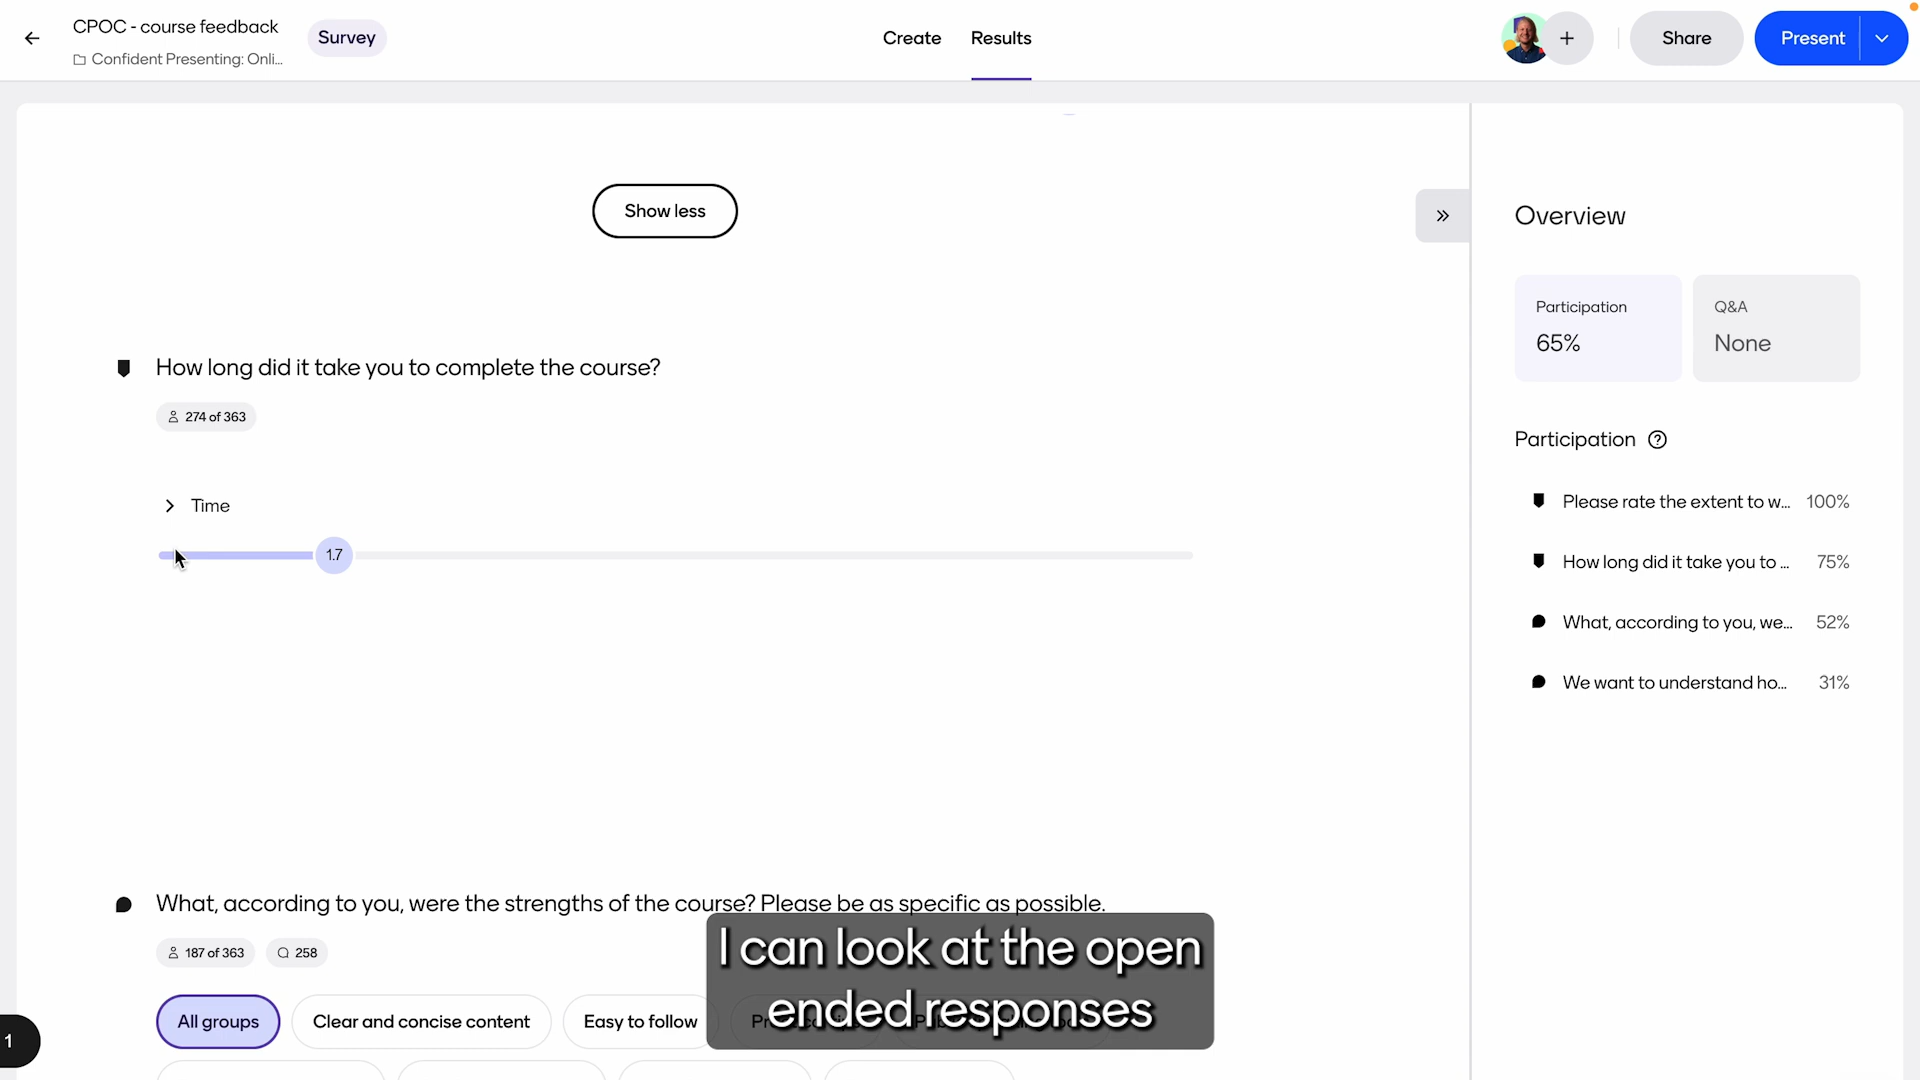 CPOC - course feedback
Confident Presenting: Onli...
Survey
Create
Results
Share
Present
Show less
Overview
Participation
65%
Q&A
None
How long did it take you to complete the course?
274 of 363
Time
1.7
Participation
Please rate the extent to w... 100%
How long did it take you to ... 75%
What, according to you, we... 52%
We want to understand ho... 31%
What, according to you, were the strengths of the course? Please be as specific as possible.
187 of 363
258
All groups
Clear and concise content
Easy to follow
I can look at the open
ended responses
1